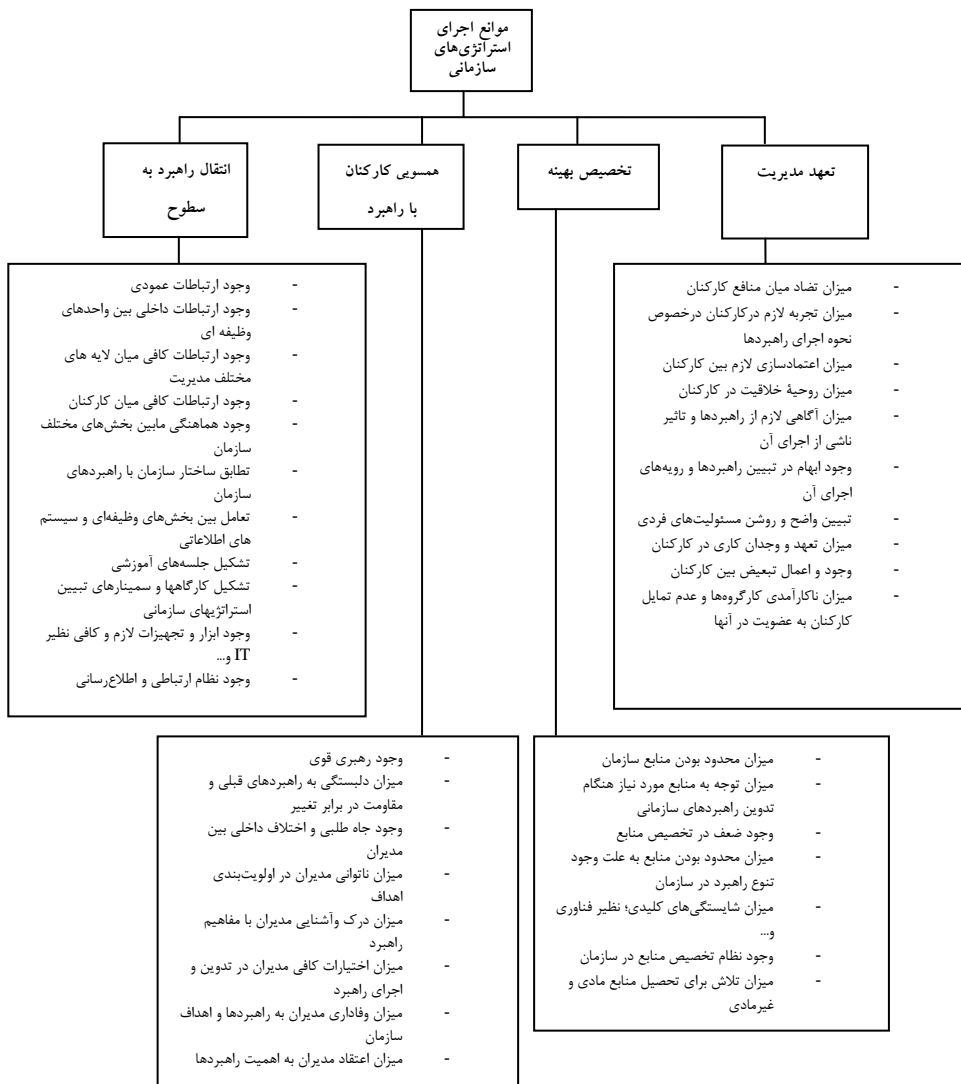 موانع اجرای
استراتژی‌های
سازمانی
تعهد مدیریت
تخصیص بهینه
همسویی کارکنان
با راهبرد
انتقال راهبرد به
سطوح
- میزان تضاد میان منافع کارکنان
- میزان تجربه لازم درکارکنان درخصوص
نحوه اجرای راهبردها
- میزان اعتمادسازی لازم بین کارکنان
- میزان روحیهٔ خلاقیت در کارکنان
- میزان آگاهی لازم از راهبردها و تاثیر
ناشی از اجرای آن
- وجود ابهام در تبیین راهبردها و رویه‌های
اجرای آن
- تبیین واضح و روشن مسئولیت‌های فردی
- میزان تعهد و وجدان کاری در کارکنان
- وجود و اعمال تبعیض بین کارکنان
- میزان ناکارآمدی کارگروه‌ها و عدم تمایل
کارکنان به عضویت در آنها
- وجود ارتباطات عمودی
- وجود ارتباطات داخلی بین واحدهای
وظیفه ای
- وجود ارتباطات کافی میان لایه های
مختلف مدیریت
- وجود ارتباطات کافی میان کارکنان
- وجود هماهنگی مابین بخش‌های مختلف
سازمان
- تطابق ساختار سازمان با راهبردهای
سازمان
- تعامل بین بخش‌های وظیفه‌ای و سیستم
های اطلاعاتی
- تشکیل جلسه‌های آموزشی
- تشکیل کارگاهها و سمینارهای تبیین
استراتژیهای سازمانی
- وجود ابزار و تجهیزات لازم و کافی نظیر
IT و...
- وجود نظام ارتباطی و اطلاع‌رسانی
- میزان محدود بودن منابع سازمان
- میزان توجه به منابع مورد نیاز هنگام
تدوین راهبردهای سازمانی
- وجود ضعف در تخصیص منابع
- میزان محدود بودن منابع به علت وجود
تنوع راهبرد در سازمان
- میزان شایستگی‌های کلیدی؛ نظیر فناوری
و...
- وجود نظام تخصیص منابع در سازمان
- میزان تلاش برای تحصیل منابع مادی و
غیرمادی
- وجود رهبری قوی
- میزان دلبستگی به راهبردهای قبلی و
مقاومت در برابر تغییر
- وجود جاه طلبی و اختلاف داخلی بین
مدیران
- میزان ناتوانی مدیران در اولویت‌بندی
اهداف
- میزان درک وآشنایی مدیران با مفاهیم
راهبرد
- میزان اختیارات کافی مدیران در تدوین و
اجرای راهبرد
- میزان وفاداری مدیران به راهبردها و اهداف
سازمان
- میزان اعتقاد مدیران به اهمیت راهبردها